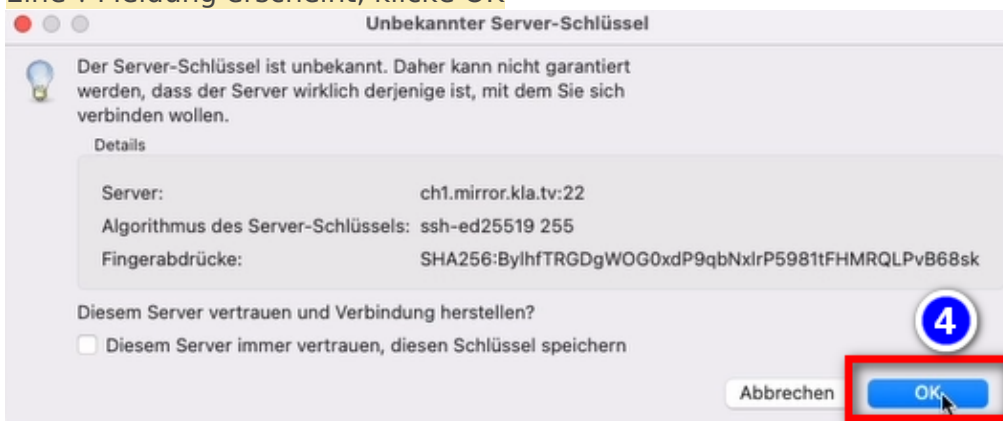 Unbekannter Server-Schlüssel
Der Server-Schlüssel ist unbekannt. Daher kann nicht garantiert
werden, dass der Server wirklich derjenige ist, mit dem Sie sich
verbinden wollen.
Details
Server: ch1.mirror.kla.tv:22
Algorithmus des Server-Schlüssels: ssh-ed25519 255
Fingerabdrücke: SHA256:BylhfTRGDgWOG0xdP9qbNxlrP5981tFHMRQLPvB68sk
Diesem Server vertrauen und Verbindung herstellen?
4
Diesem Server immer vertrauen, diesen Schlüssel speichern
Abbrechen OK